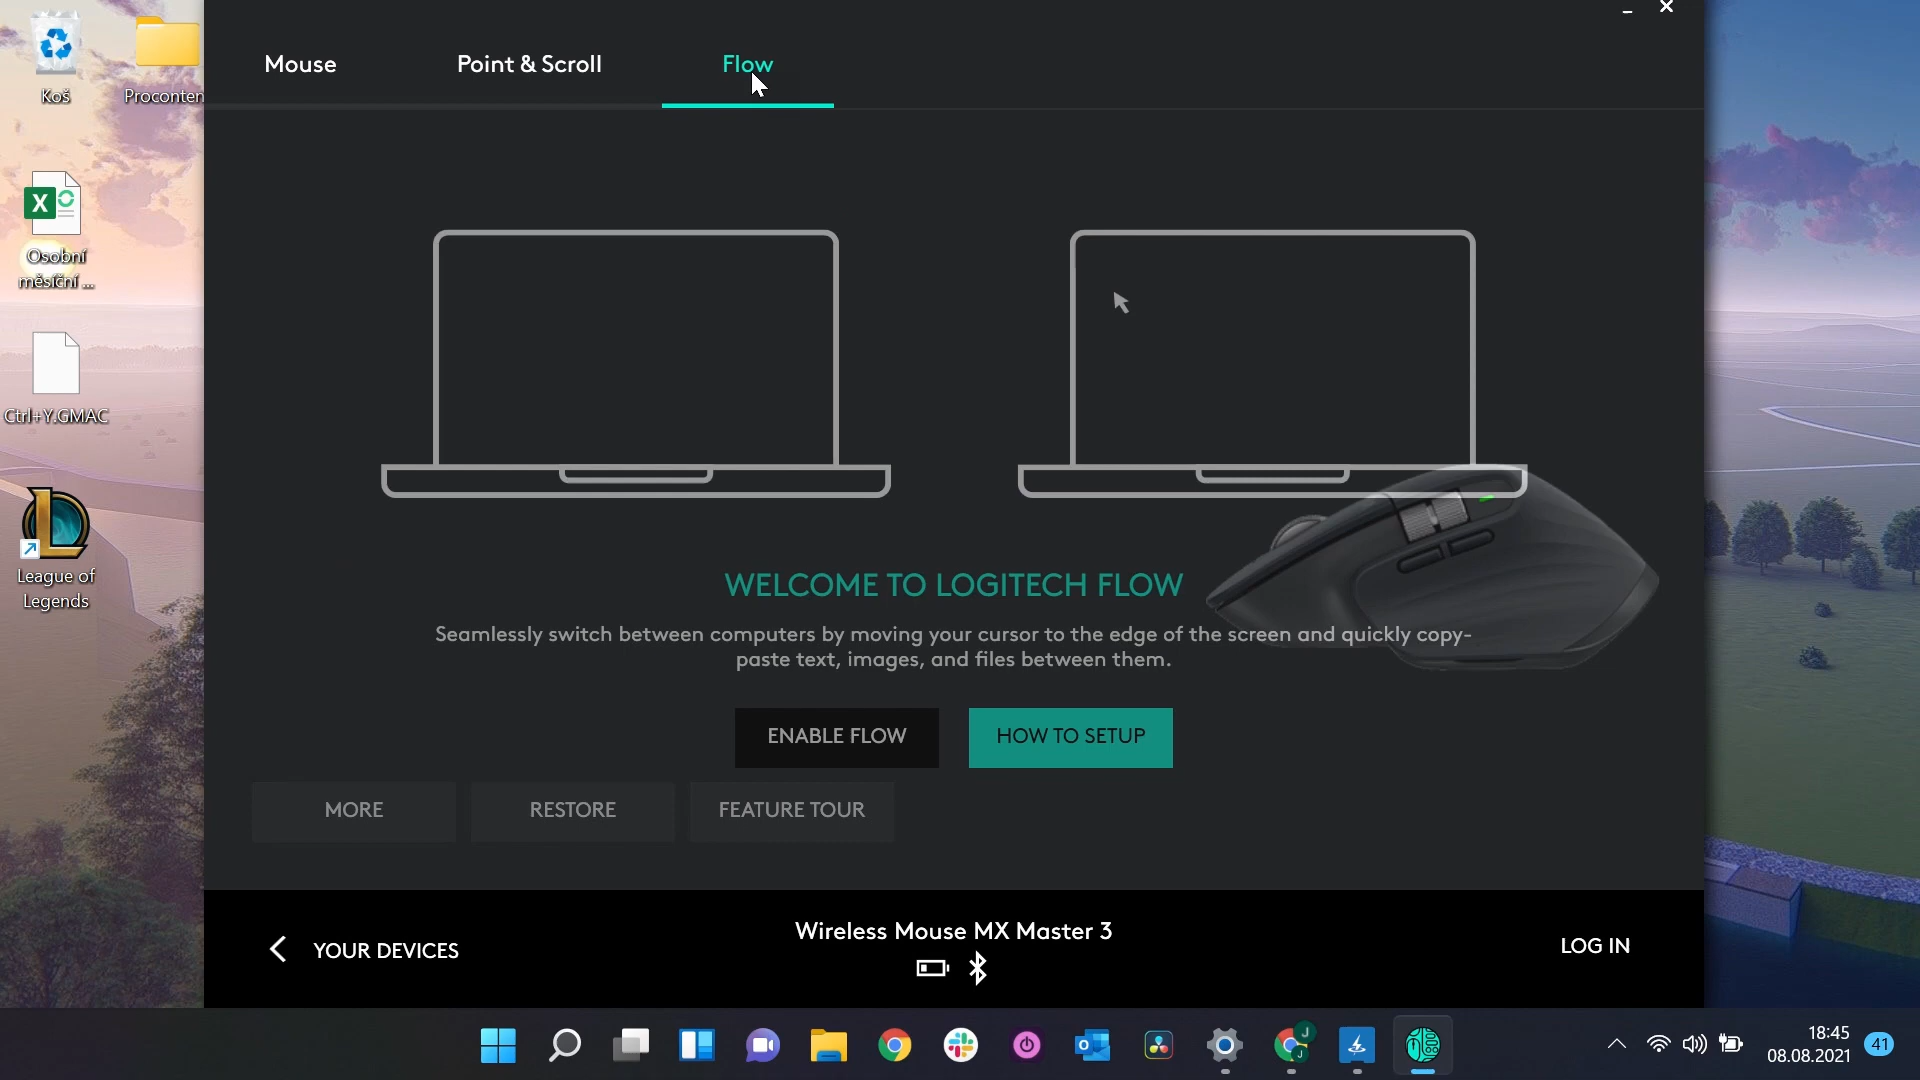 Mouse
Point & Scroll
Flow
Koš
Proconten
Osobní
měsíční ...
Ctrl+Y.GMAC
League of
Legends
WELCOME TO LOGITECH FLOW
Seamlessly switch between computers by moving your cursor to the edge of the screen and quickly copy-
paste text, images, and files between them.
ENABLE FLOW
HOW TO SETUP
MORE
RESTORE
FEATURE TOUR
YOUR DEVICES
Wireless Mouse MX Master 3
LOG IN
18:45
08.08.2021
41